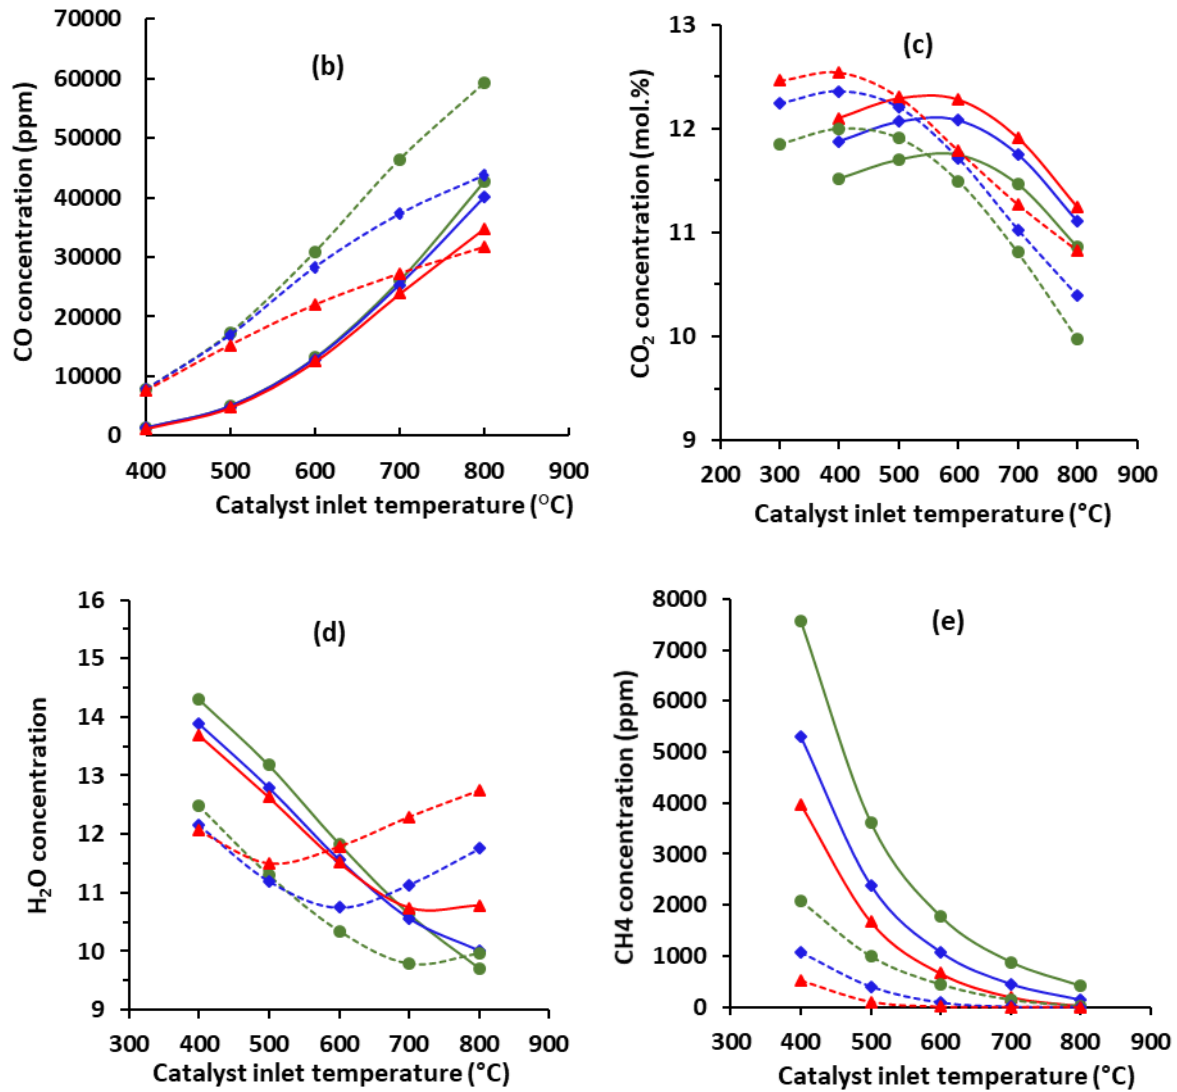 (b)
CO concentration (ppm)
70000
60000
50000
40000
30000
20000
10000
0
400 500 600 700 800 900
Catalyst inlet temperature (°C)
(c)
CO₂ concentration (mol.%)
13
12
11
10
9
200 300 400 500 600 700 800 900
Catalyst inlet temperature (°C)
(d)
H₂O concentration
16
15
14
13
12
11
10
9
300 400 500 600 700 800 900
Catalyst inlet temperature (°C)
(e)
CH4 concentration (ppm)
8000
7000
6000
5000
4000
3000
2000
1000
0
300 400 500 600 700 800 900
Catalyst inlet temperature (°C)